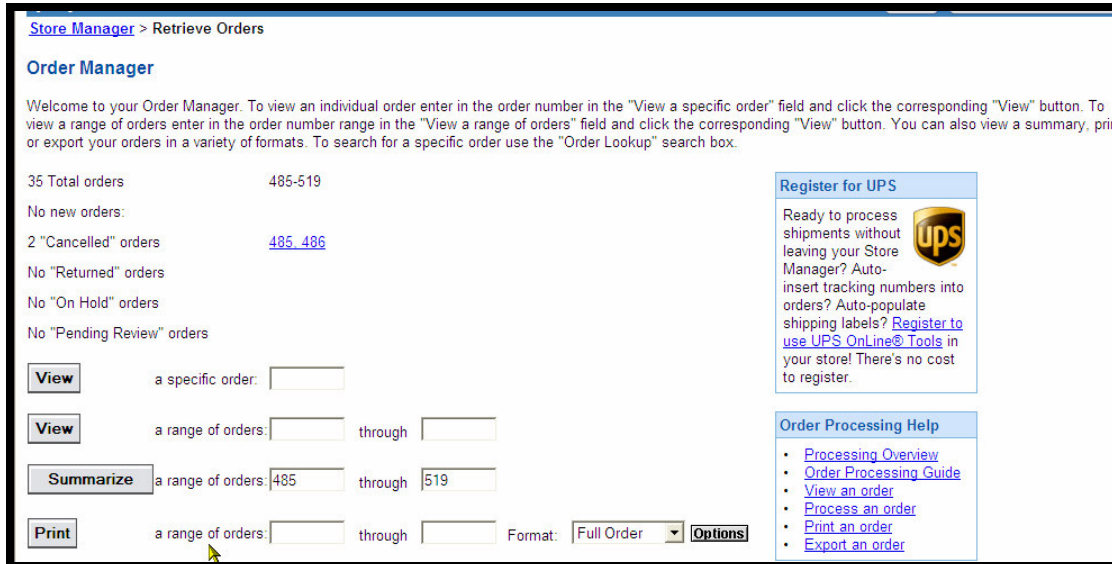 Store Manager > Retrieve Orders
Order Manager
Welcome to your Order Manager. To view an individual order enter in the order number in the "View a specific order" field and click the corresponding "View" button. To
view a range of orders enter in the order number range in the "View a range of orders" field and click the corresponding "View" button. You can also view a summary, prin
or export your orders in a variety of formats. To search for a specific order use the "Order Lookup" search box.
35 Total orders 485-519
No new orders:
2 "Cancelled" orders 485, 486
No "Returned" orders
No "On Hold" orders
No "Pending Review" orders
View a specific order:
View a range of orders: through
Summarize a range of orders: 485 through 519
Print a range of orders: through Format: Full Order Options
Register for UPS
Ready to process
shipments without
leaving your Store
Manager? Auto-
insert tracking numbers into
orders? Auto-populate
shipping labels? Register to
use UPS OnLine® Tools in
your store! There's no cost
to register.
ups
Order Processing Help
• Processing Overview
• Order Processing Guide
• View an order
• Process an order
• Print an order
• Export an order